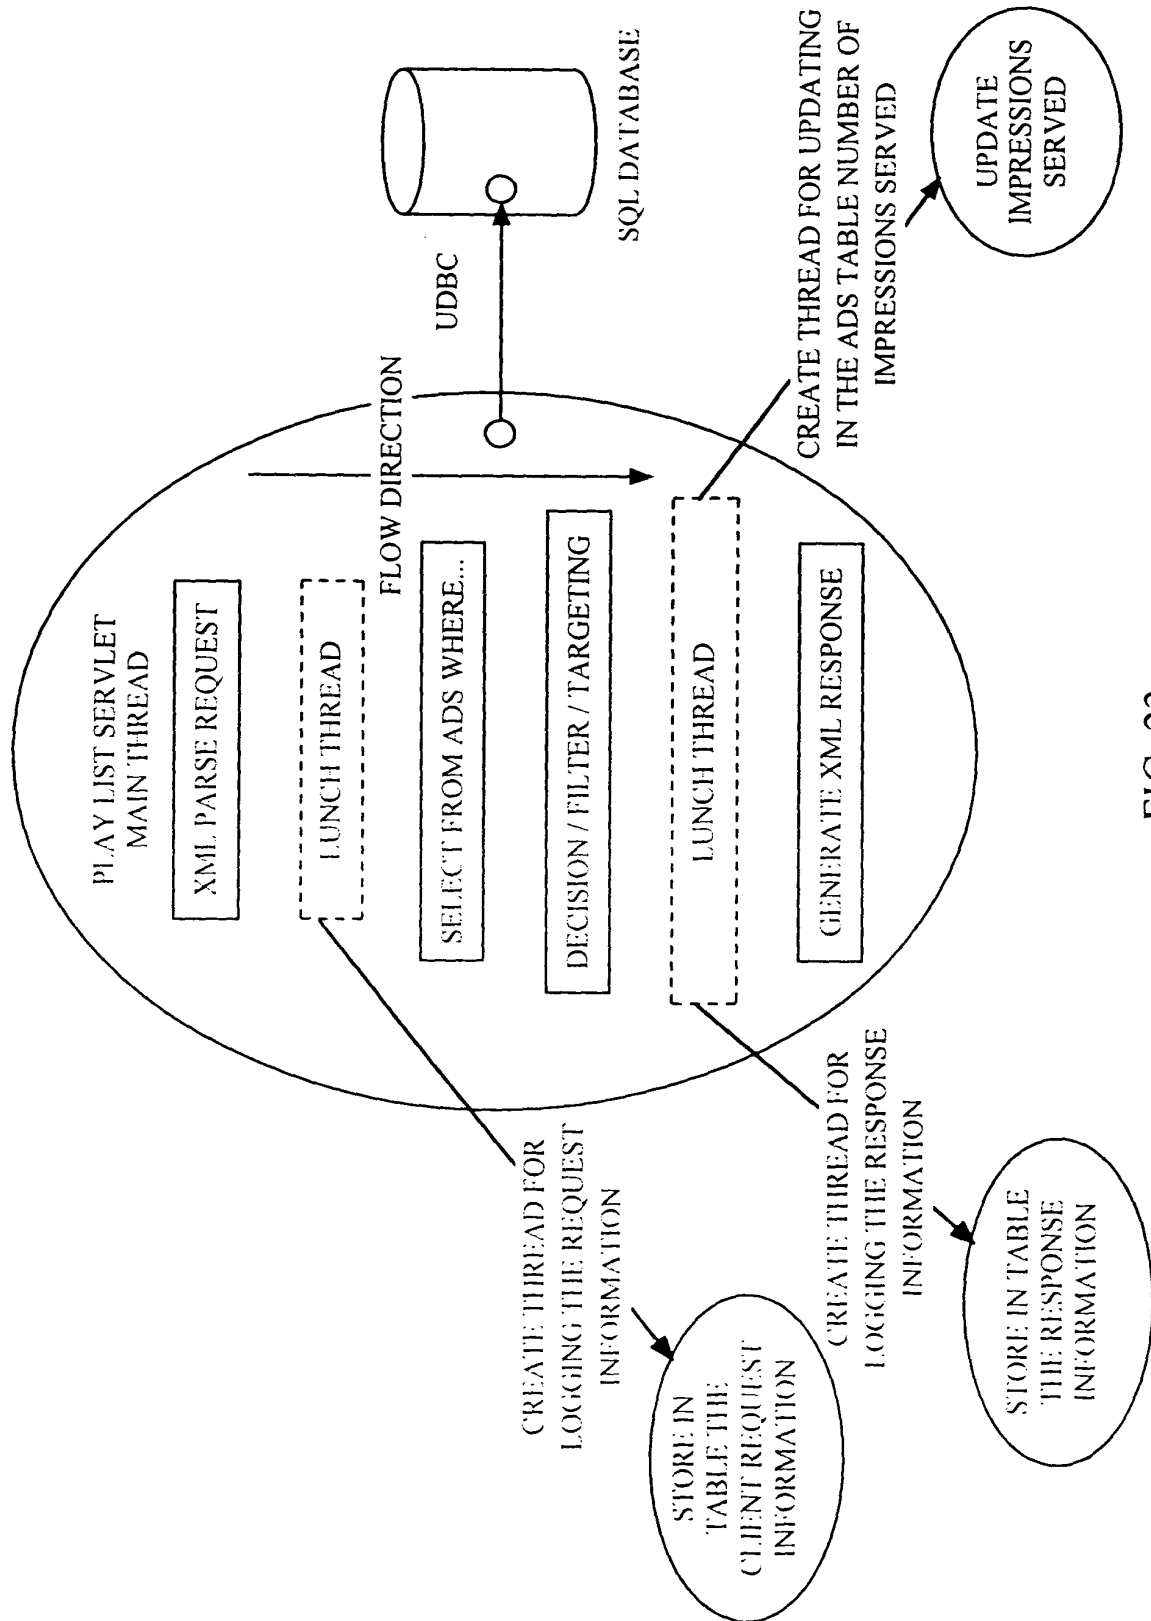 PLAY LIST SERVLET
MAIN THREAD
XML PARSE REQUEST
LUNCH THREAD
FLOW DIRECTION
SELECT FROM ADS WHERE...
DECISION / FILTER / TARGETING
LUNCH THREAD
GENERATE XML RESPONSE
UDBC
SQL DATABASE
CREATE THREAD FOR
LOGGING THE REQUEST
INFORMATION
STORE IN
TABLE THE
CLIENT REQUEST
INFORMATION
CREATE THREAD FOR
LOGGING THE RESPONSE
INFORMATION
STORE IN TABLE
THE RESPONSE
INFORMATION
CREATE THREAD FOR UPDATING
IN THE ADS TABLE NUMBER OF
IMPRESSIONS SERVED
UPDATE
IMPRESSIONS
SERVED
FIG.